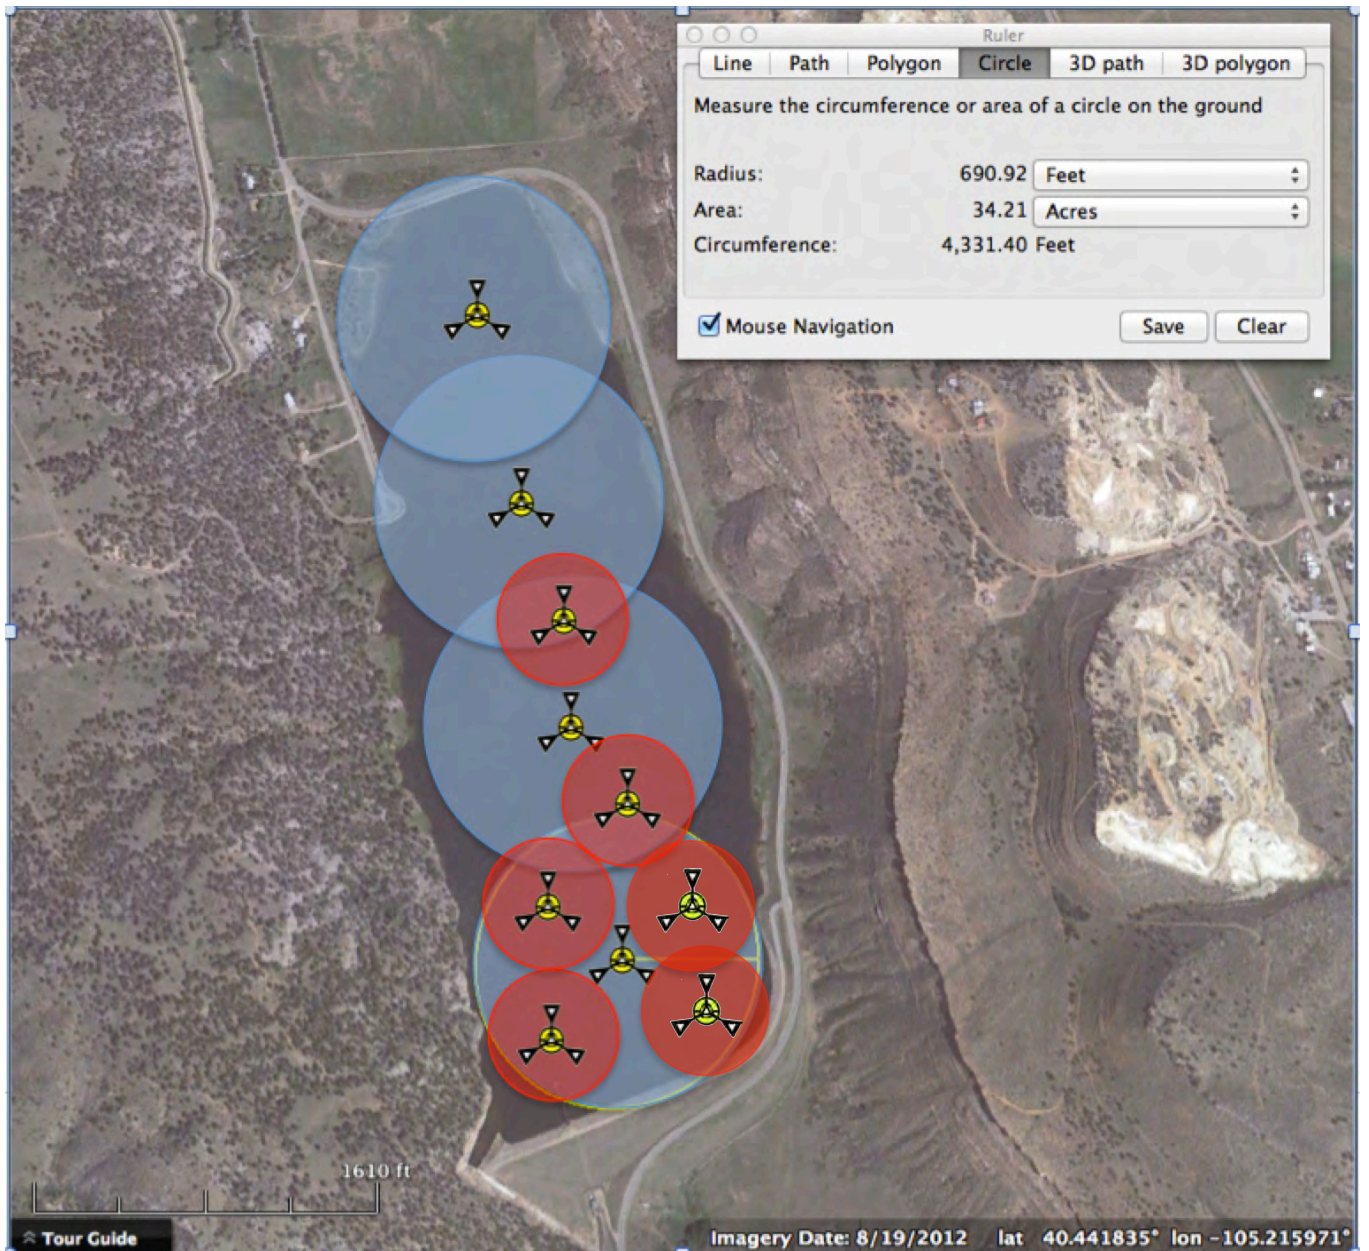 Ruler
Line Path Polygon Circle 3D path 3D polygon
Measure the circumference or area of a circle on the ground
Radius: 690.92 Feet
Area: 34.21 Acres
Circumference: 4,331.40 Feet
Mouse Navigation Save Clear
1610 ft
Tour Guide
Imagery Date: 8/19/2012 lat 40.441835° lon -105.215971°